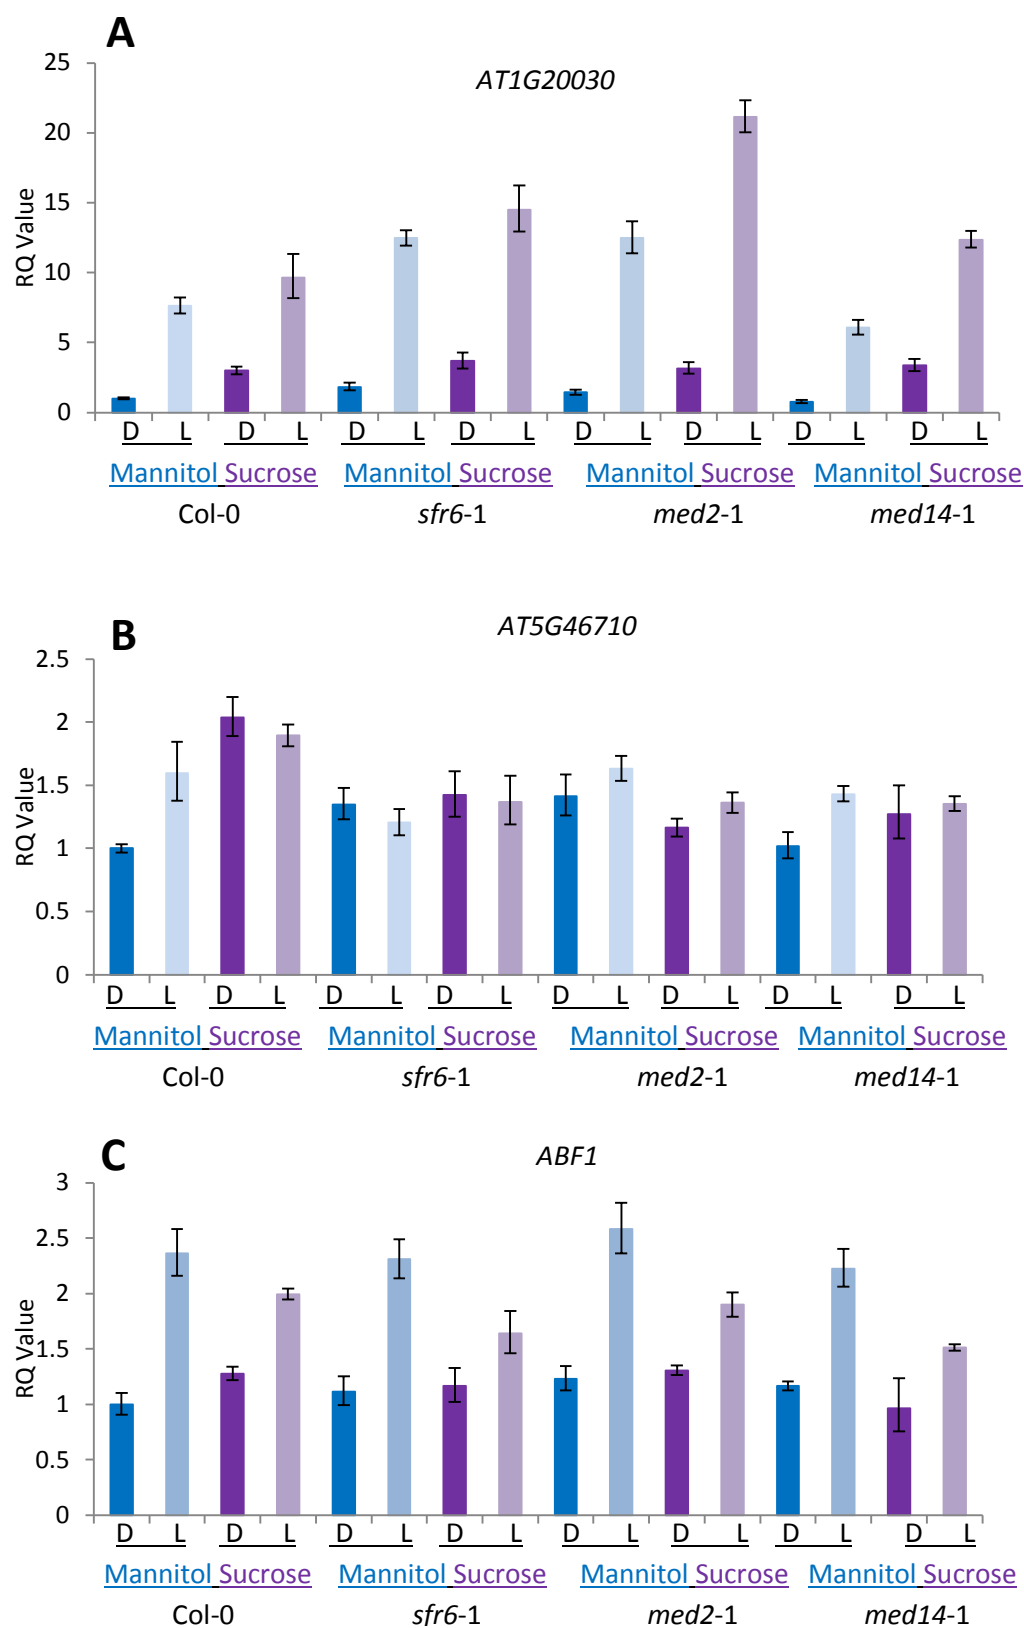 A
AT1G20030
25
20
15
10
5
0
RQ Value
D L D L D L D L D L D L D L D L
Mannitol Sucrose Mannitol Sucrose Mannitol Sucrose Mannitol Sucrose
Col-0 sfr6-1 med2-1 med14-1
B
AT5G46710
2.5
2
1.5
1
0.5
0
RQ Value
D L D L D L D L D L D L D L D L
Mannitol Sucrose Mannitol Sucrose Mannitol Sucrose Mannitol Sucrose
Col-0 sfr6-1 med2-1 med14-1
C
ABF1
3
2.5
2
1.5
1
0.5
0
RQ Value
D L D L D L D L D L D L D L D L
Mannitol Sucrose Mannitol Sucrose Mannitol Sucrose Mannitol Sucrose
Col-0 sfr6-1 med2-1 med14-1